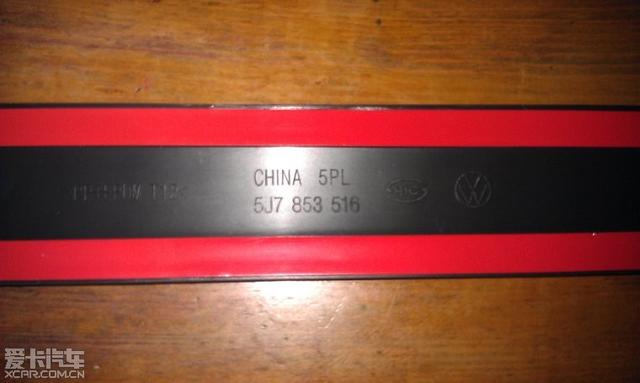 CHINA 5PL
5J7 853 516
爱卡汽车
XCAR.COM.CN